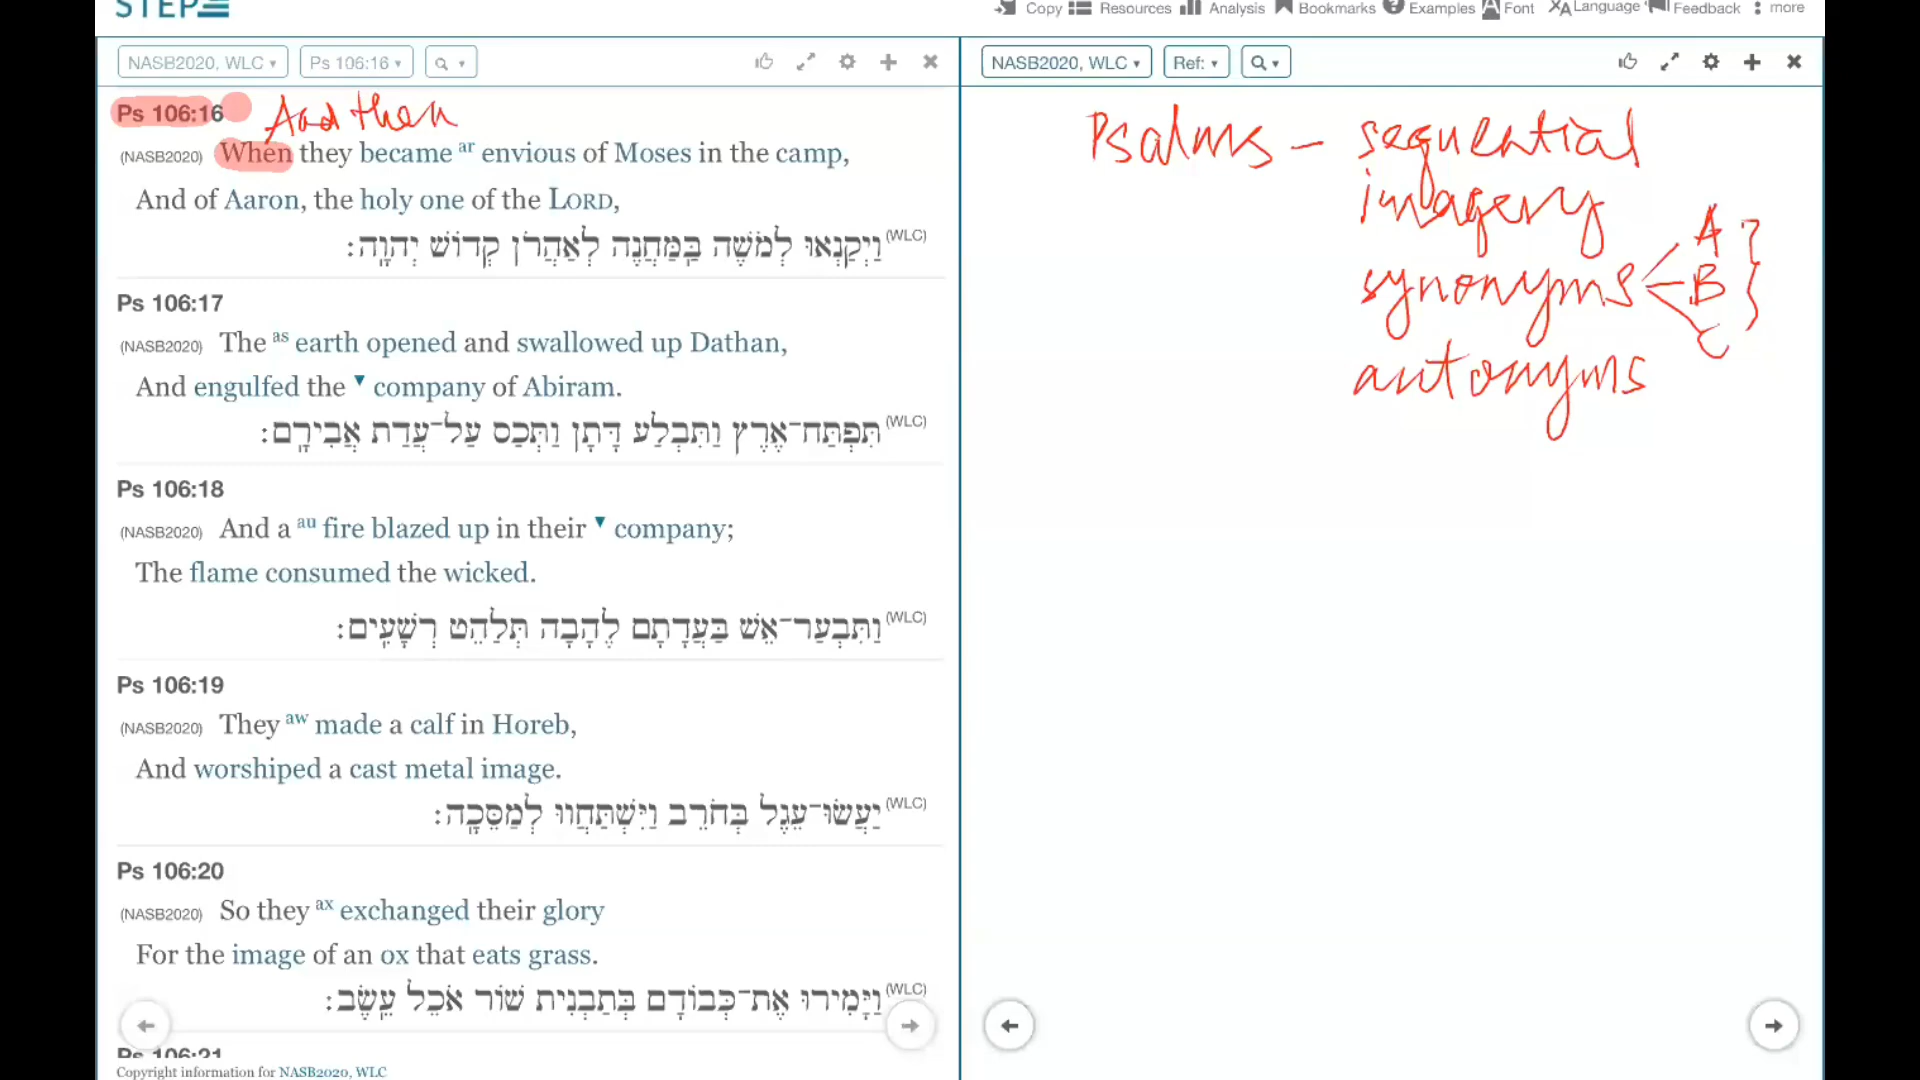 STEP
Copy Resources Analysis Bookmarks Examples Font Language Feedback more
NASB2020, WLC Ps 106:16
NASB2020, WLC Ref:
Ps 106:16
And then
(NASB2020) When they became ar envious of Moses in the camp,
And of Aaron, the holy one of the LORD,
(WLC) וַיְקַנְאוּ לְמֹשֶׁה בַּמַּחֲנֶה לְאַהֲרֹן קְדוֹשׁ יְהוָה׃
Ps 106:17
(NASB2020) The as earth opened and swallowed up Dathan,
And engulfed the company of Abiram.
(WLC) תִּפְתַּח־אֶרֶץ וַתִּבְלַע דָּתָן וַתְּכַס עַל־עֲדַת אֲבִירָם׃
Ps 106:18
(NASB2020) And a au fire blazed up in their company;
The flame consumed the wicked.
(WLC) וַתִּבְעַר־אֵשׁ בַּעֲדָתָם לֶהָבָה תְּלַהֵט רְשָׁעִים׃
Ps 106:19
(NASB2020) They aw made a calf in Horeb,
And worshiped a cast metal image.
(WLC) יַעֲשׂוּ־עֵגֶל בְּחֹרֵב וַיִּשְׁתַּחֲווּ לְמַסֵּכָה׃
Ps 106:20
(NASB2020) So they ax exchanged their glory
For the image of an ox that eats grass.
(WLC) וַיָּמִירוּ אֶת־כְּבוֹדָם בְּתַבְנִית שׁוֹר אֹכֵל עֵשֶׂב׃
Ps 106:21
Copyright information for NASB2020, WLC
Psalms - sequential
imagery
synonyms A
B
C
antonyms